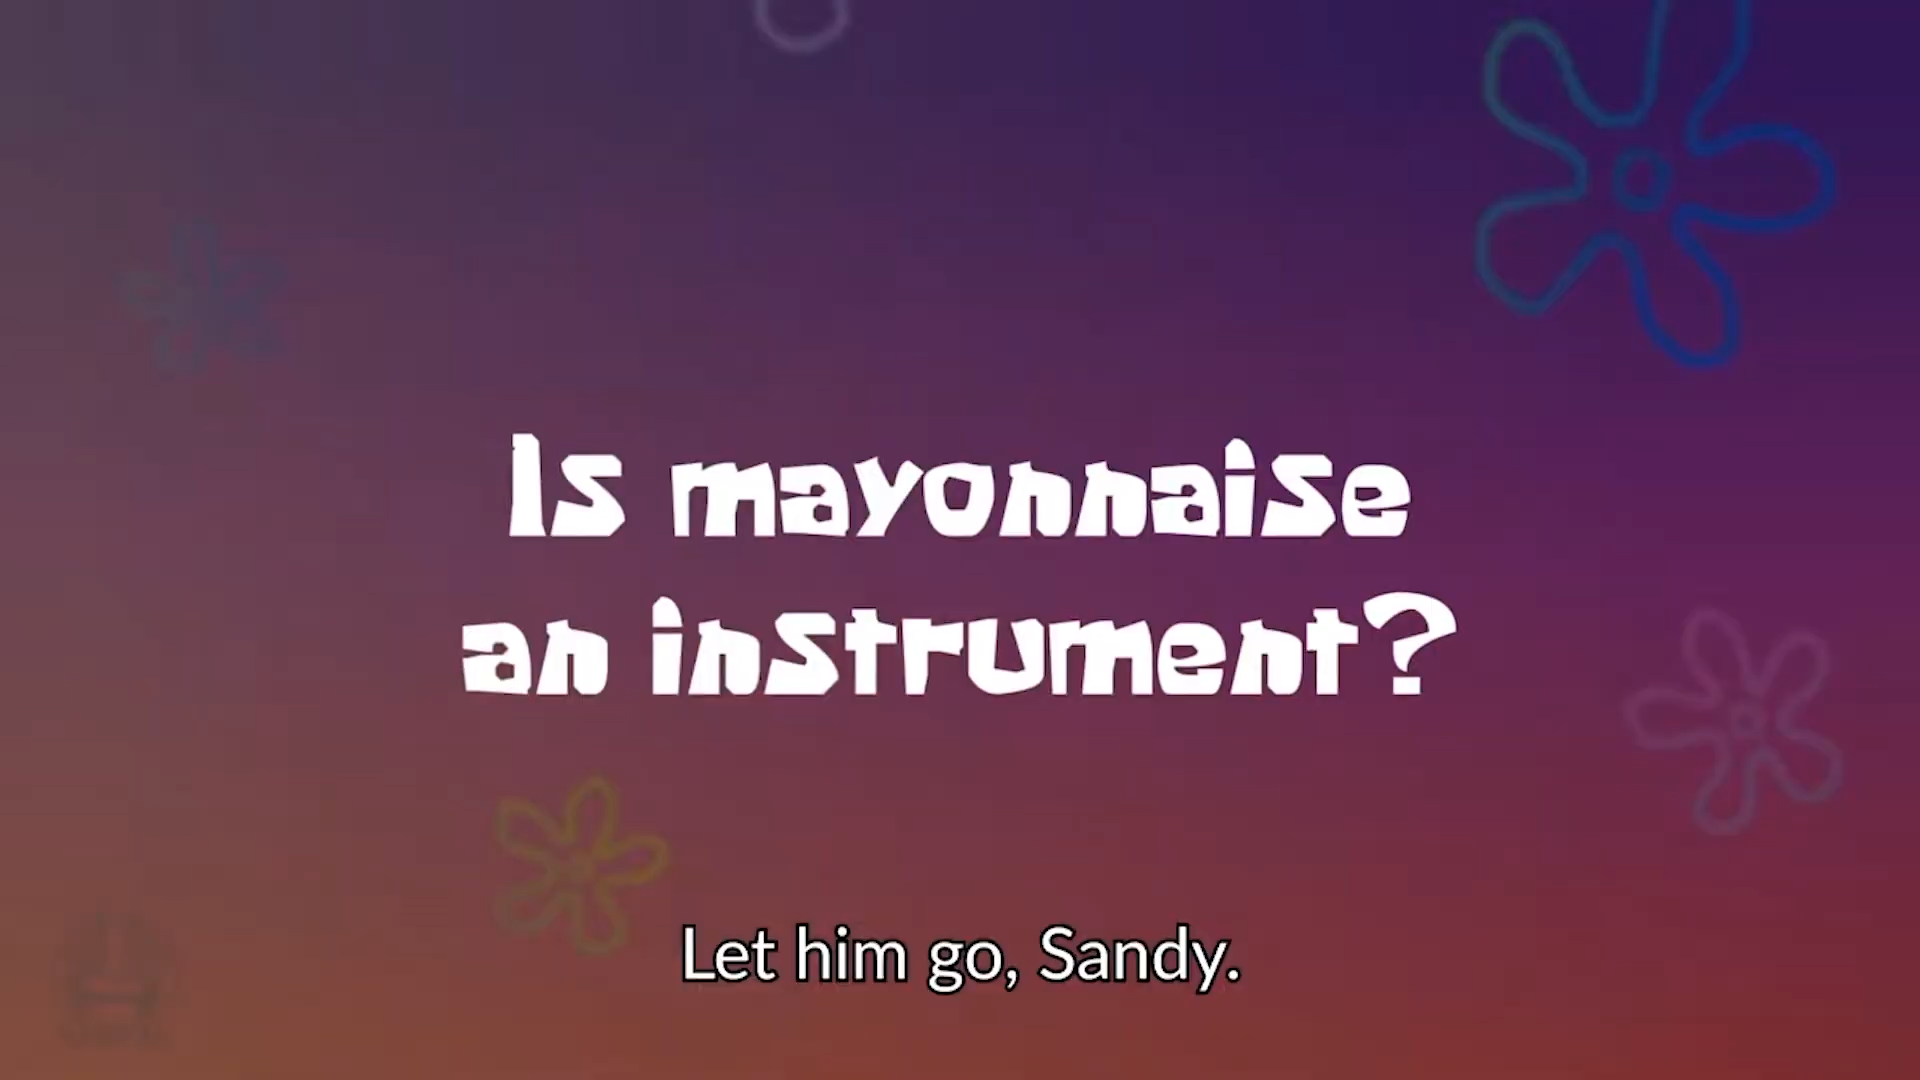 Is mayonnaise
an instrument?
Let him go, Sandy.